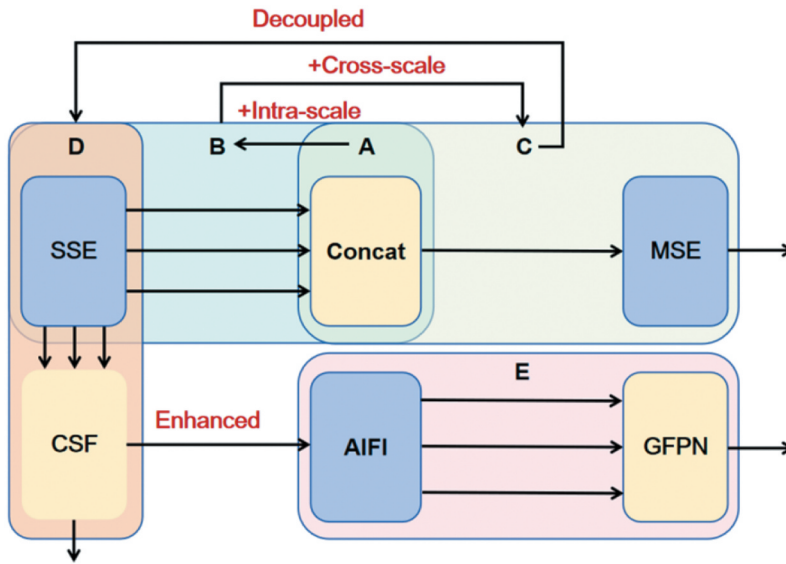 Decoupled
+Cross-scale
+Intra-scale
D
B
A
C
SSE
Concat
MSE
E
CSF
Enhanced
AIFI
GFPN